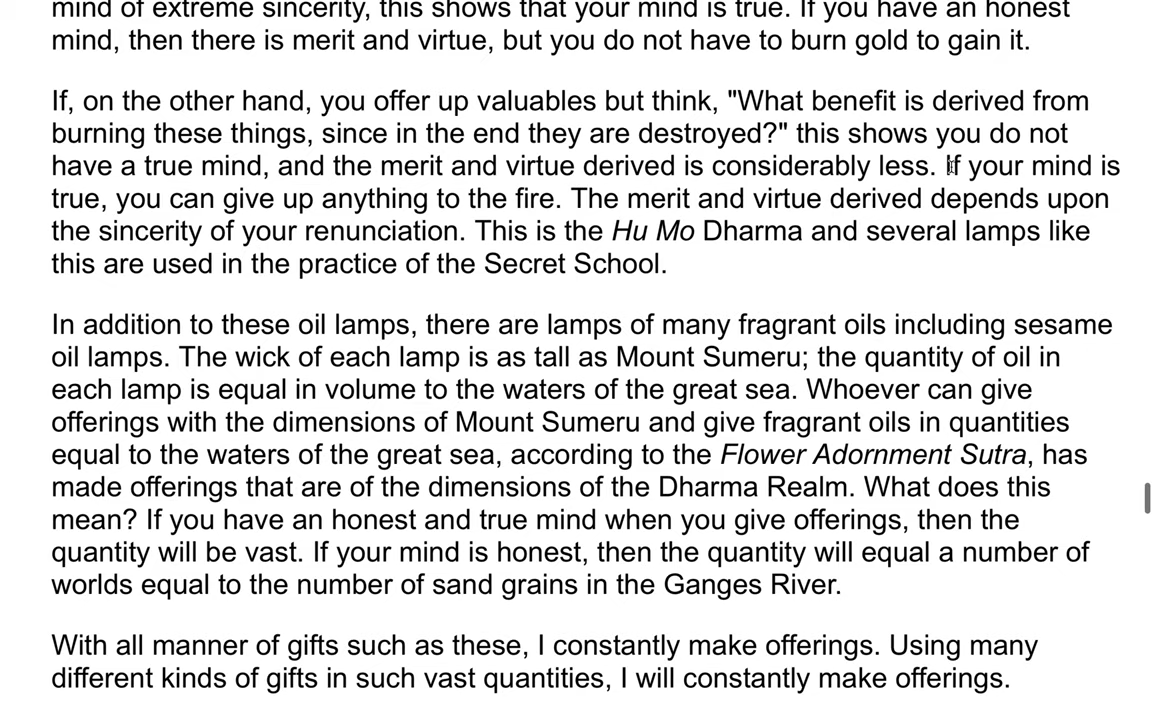 mind of extreme sincerity, this shows that your mind is true. If you have an honest
mind, then there is merit and virtue, but you do not have to burn gold to gain it.
If, on the other hand, you offer up valuables but think, "What benefit is derived from
burning these things, since in the end they are destroyed?" this shows you do not
have a true mind, and the merit and virtue derived is considerably less. If your mind is
true, you can give up anything to the fire. The merit and virtue derived depends upon
the sincerity of your renunciation. This is the Hu Mo Dharma and several lamps like
this are used in the practice of the Secret School.
In addition to these oil lamps, there are lamps of many fragrant oils including sesame
oil lamps. The wick of each lamp is as tall as Mount Sumeru; the quantity of oil in
each lamp is equal in volume to the waters of the great sea. Whoever can give
offerings with the dimensions of Mount Sumeru and give fragrant oils in quantities
equal to the waters of the great sea, according to the Flower Adornment Sutra, has
made offerings that are of the dimensions of the Dharma Realm. What does this
mean? If you have an honest and true mind when you give offerings, then the
quantity will be vast. If your mind is honest, then the quantity will equal a number of
worlds equal to the number of sand grains in the Ganges River.
With all manner of gifts such as these, I constantly make offerings. Using many
different kinds of gifts in such vast quantities, I will constantly make offerings.